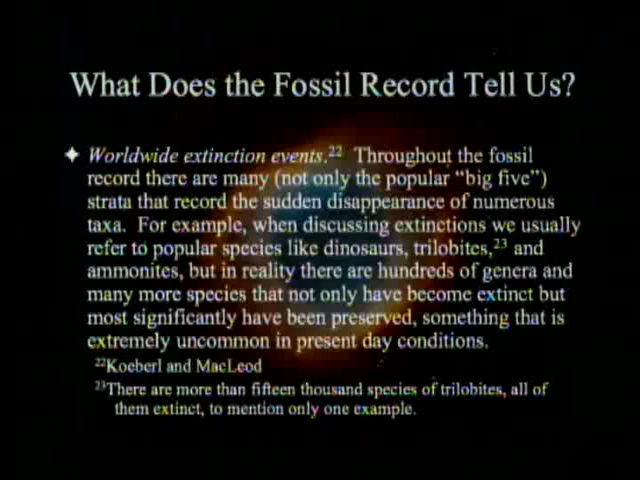 What Does the Fossil Record Tell Us?
✦ Worldwide extinction events.²² Throughout the fossil
record there are many (not only the popular “big five”)
strata that record the sudden disappearance of numerous
taxa. For example, when discussing extinctions we usually
refer to popular species like dinosaurs, trilobites,²³ and
ammonites, but in reality there are hundreds of genera and
many more species that not only have become extinct but
most significantly have been preserved, something that is
extremely uncommon in present day conditions.
²²Koeberl and MacLeod
²³There are more than fifteen thousand species of trilobites, all of
them extinct, to mention only one example.